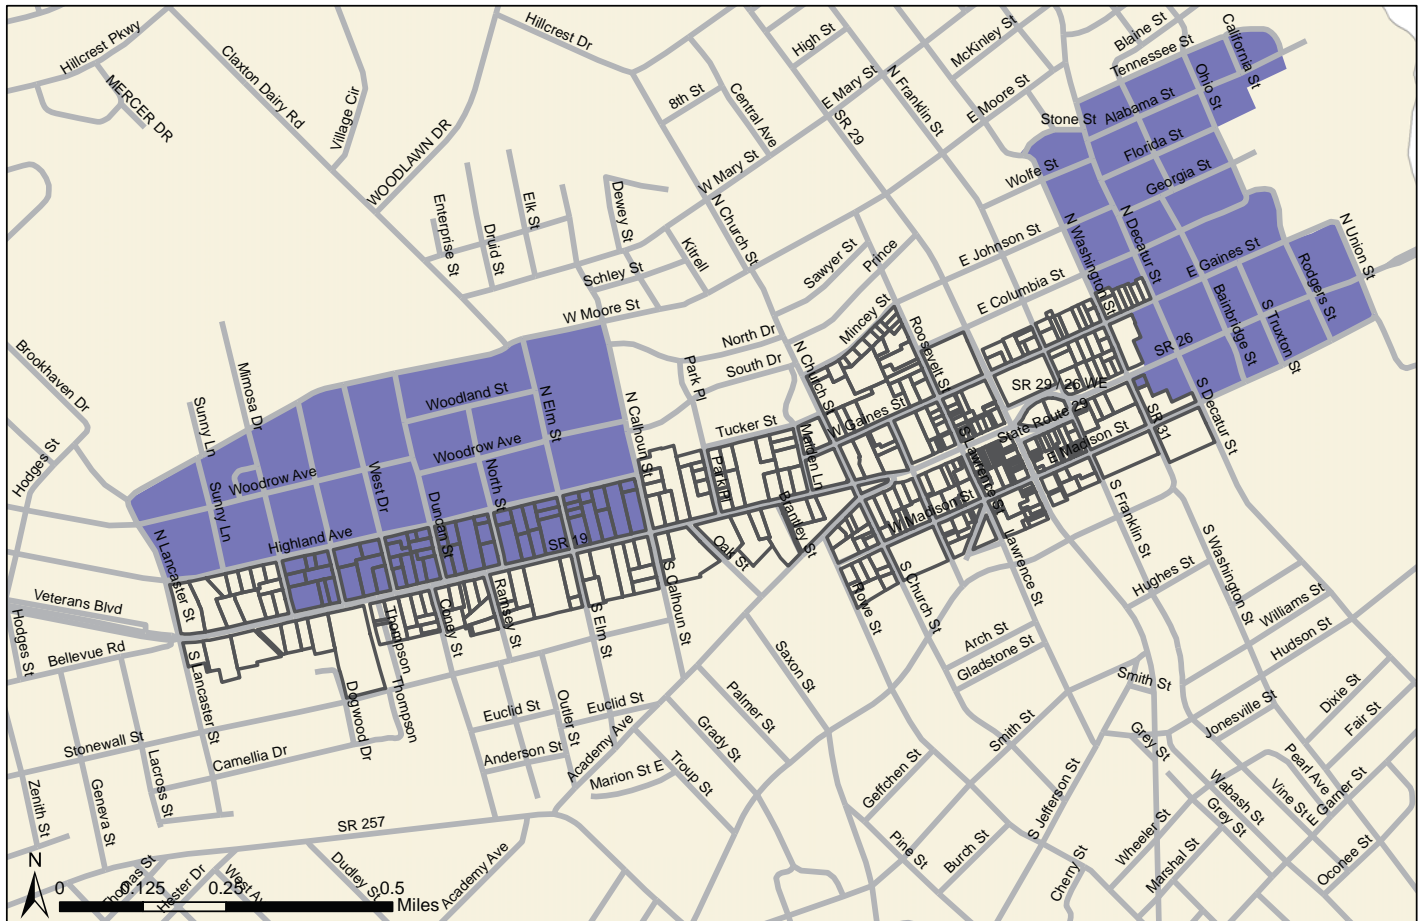 Hillcrest Pkwy
MERCER DR
Claxton Dairy Rd
Village Cir
WOODLAWN DR
Hillcrest Dr
8th St
Central Ave
High St
E Mary St
SR 29
N Franklin St
McKinley St
E Moore St
Blaine St
Tennessee St
California St
Ohio St
Stone St
Alabama St
Florida St
Georgia St
Wolfe St
W Mary St
N Church St
Enterprise St
Druid St
Elk St
Dewey St
Kitrell
Schley St
W Moore St
Sawyer St
Prince
E Johnson St
N Washington St
N Decatur St
E Gaines St
N Union St
Rodgers St
S Truxton St
Bainbridge St
E Columbia St
Mincey St
Roosevelt St
North Dr
South Dr
Park Pl
N Church St
SR 26
SR 29 / 26 WE
State Route 29
Brookhaven Dr
Hodges St
Sunny Ln
Mimosa Dr
Woodland St
N Elm St
Woodrow Ave
N Calhoun St
Tucker St
W Gaines St
Maiden Ln
S Lawrence St
E Madison St
SR 31
S Decatur St
Woodrow Ave
Sunny Ln
West Dr
North St
Duncan St
Highland Ave
SR 19
Park Pl
Brantley St
W Madison St
Oak St
N Lancaster St
Veterans Blvd
Hodges St
Bellevue Rd
S Lancaster St
Thompson
Coney St
Ramsey St
S Elm St
S Calhoun St
Rowe St
S Church St
Lawrence St
S Franklin St
S Washington St
Hughes St
Williams St
Hudson St
Arch St
Gladstone St
Saxon St
Smith St
Dogwood Dr
Thompson
Stonewall St
Camellia Dr
Lacross St
Geneva St
Zenith St
Euclid St
Outler St
Euclid St
Anderson St
Academy Ave
Marion St E
Palmer St
Grady St
Troup St
Geffchen St
Smith St
Grey St
Jonesville St
Dixie St
Fair St
Pearl Ave
Vine St E
Garner St
Wabash St
Grey St
S Jefferson St
Wheeler St
Marshal St
Oconee St
Cherry St
Burch St
Pine St
SR 257
Dudley St
Academy Ave
Thomas St
Hester Dr
West Av
N
0 0.125 0.25 0.5
Miles